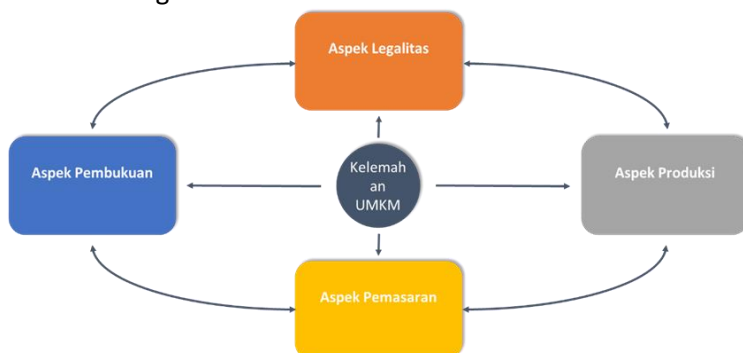 Aspek Legalitas
Aspek Pembukuan
Kelemah
an
UMKM
Aspek Produksi
Aspek Pemasaran